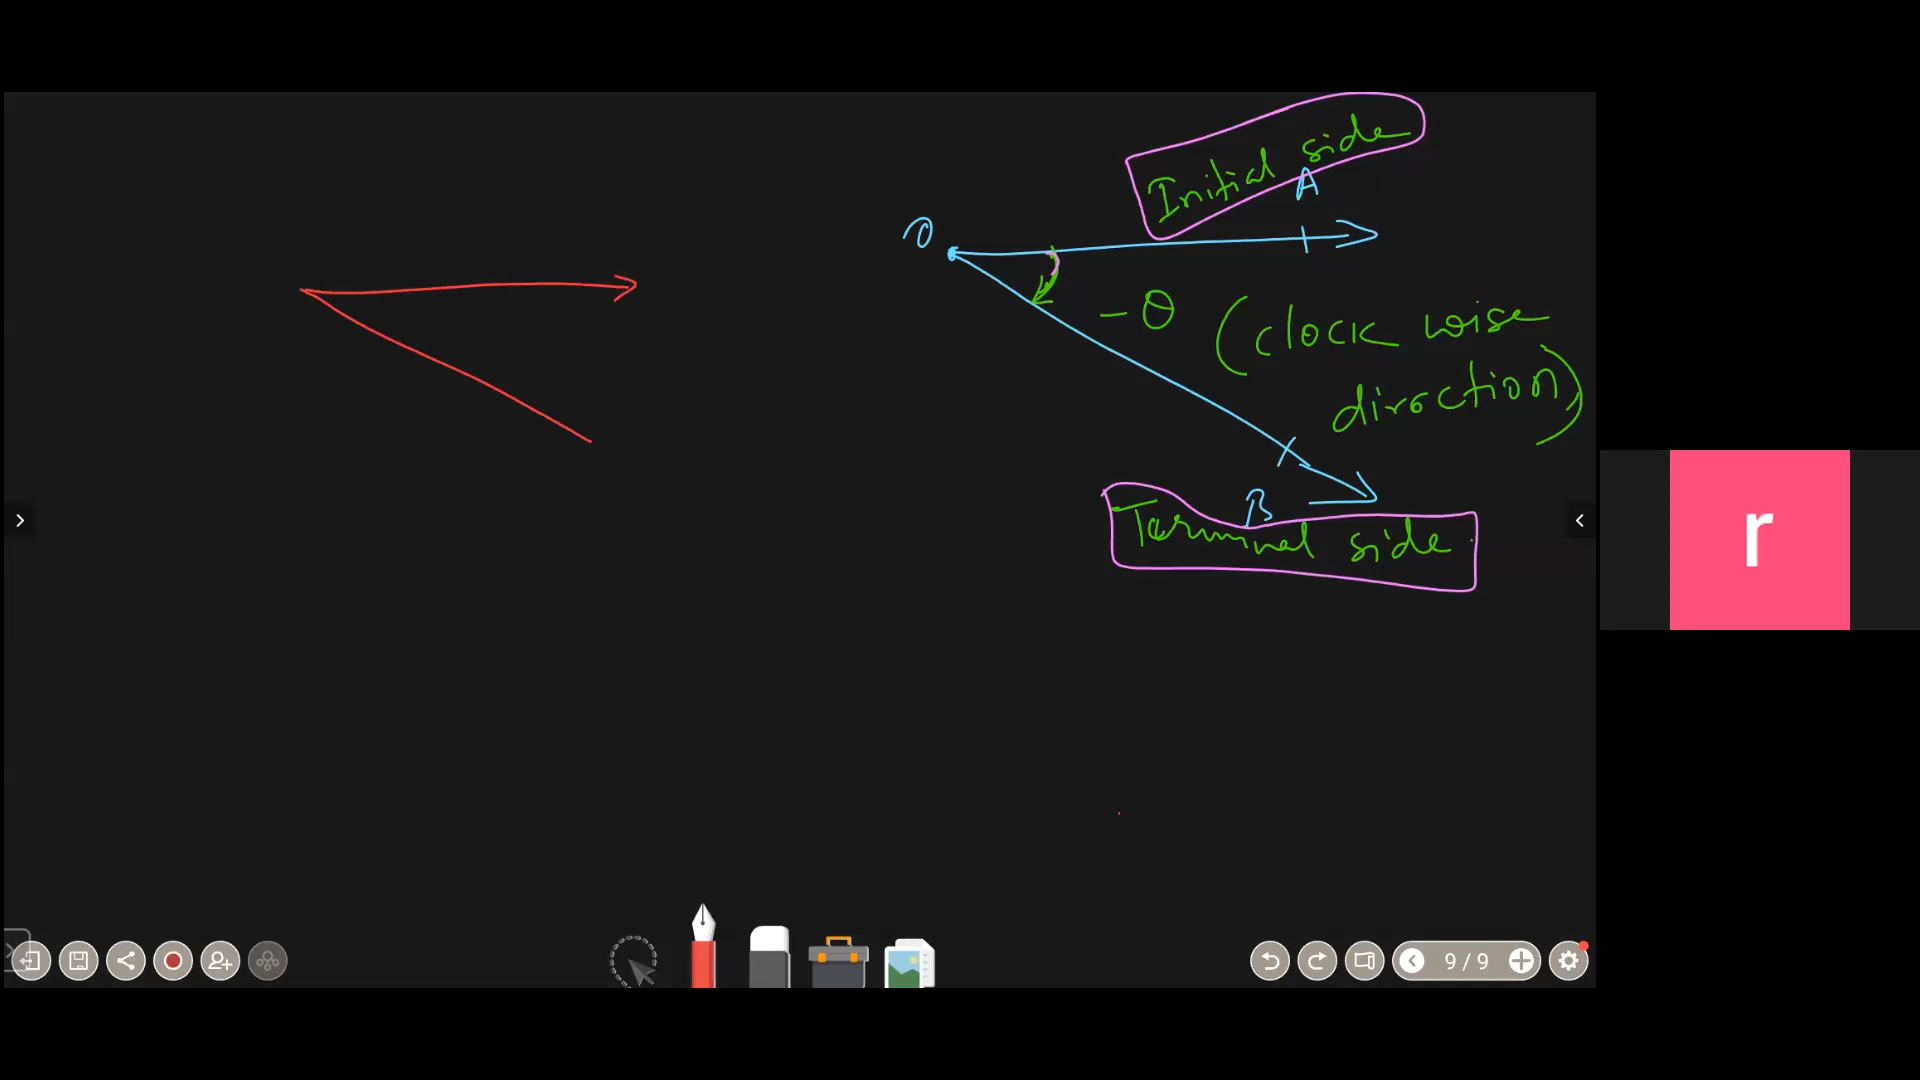 Initial side
A
O
-θ (clock wise
direction)
B
Terminal side
r
9 / 9